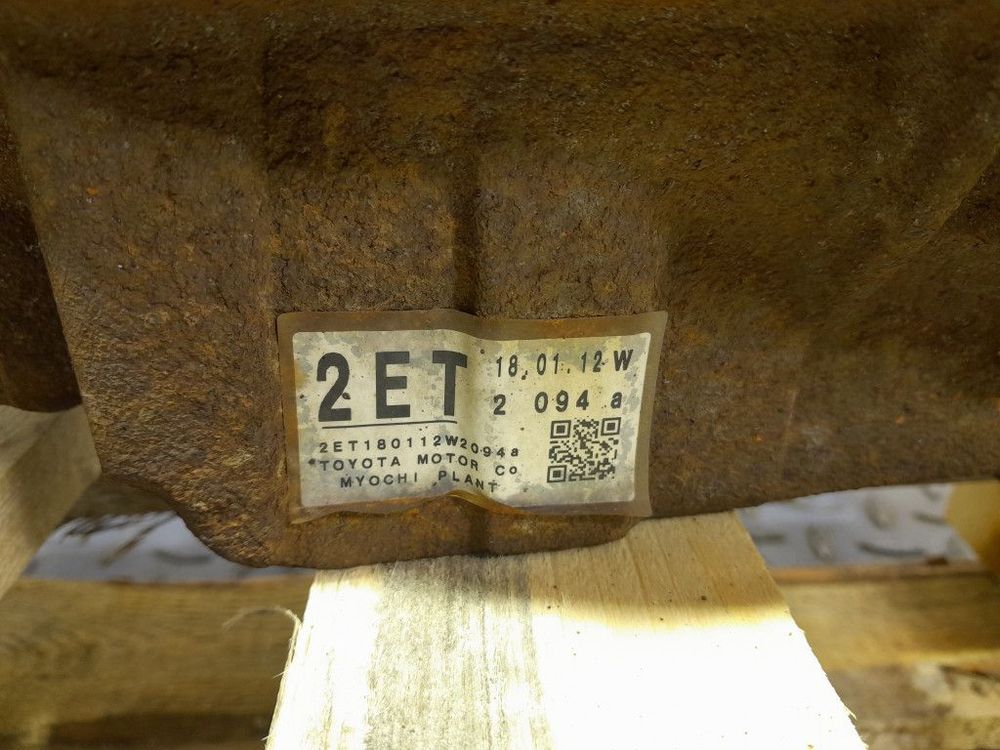 2ET
18.01.12 W
2 094 a
2ET180112W2094a
TOYOTA MOTOR Co
MYOCHI PLANT